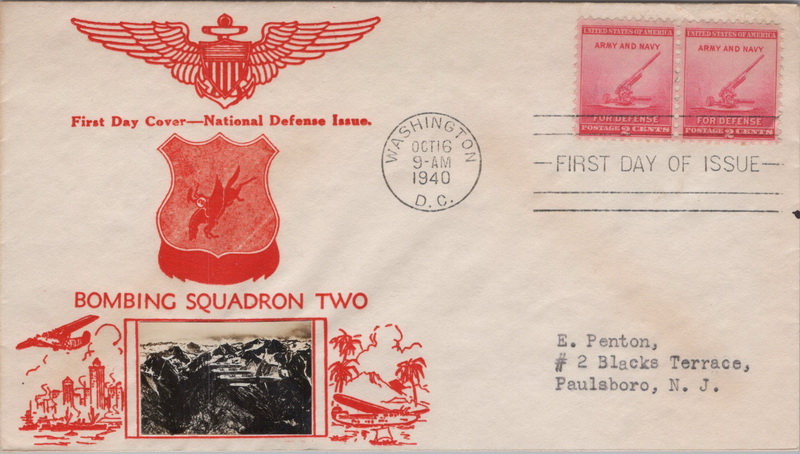 First Day Cover—National Defense Issue.
BOMBING SQUADRON TWO
WASHINGTON
OCT16
9-AM
1940
D.C.
UNITED STATES OF AMERICA
ARMY AND NAVY
FOR DEFENSE
POSTAGE 2 CENTS
UNITED STATES OF AMERICA
ARMY AND NAVY
FOR DEFENSE
POSTAGE 2 CENTS
FIRST DAY OF ISSUE
E. Penton,
# 2 Blacks Terrace,
Paulsboro, N. J.